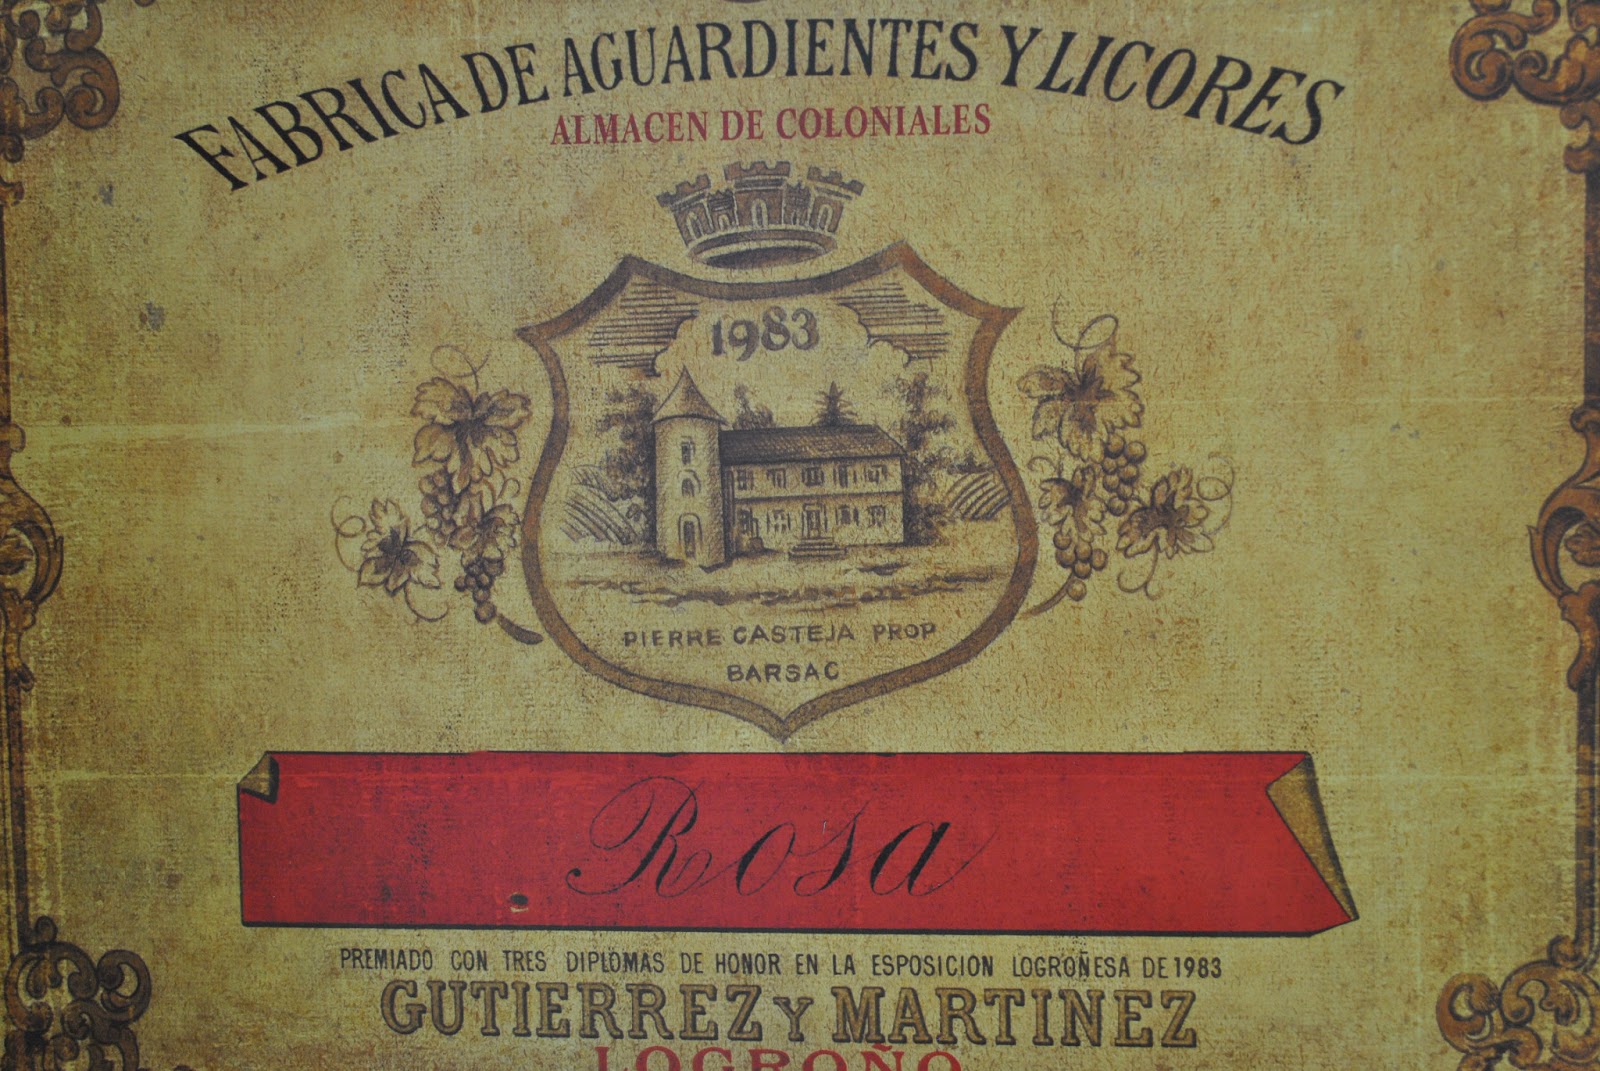 FABRICA DE AGUARDIENTES Y LICORES
ALMACEN DE COLONIALES
1983
PIERRE CASTEJA PROP
BARSAC
Rosa
PREMIADO CON TRES DIPLOMAS DE HONOR EN LA ESPOSICION LOGROÑESA DE 1983
GUTIERREZ Y MARTINEZ
LOGROÑO